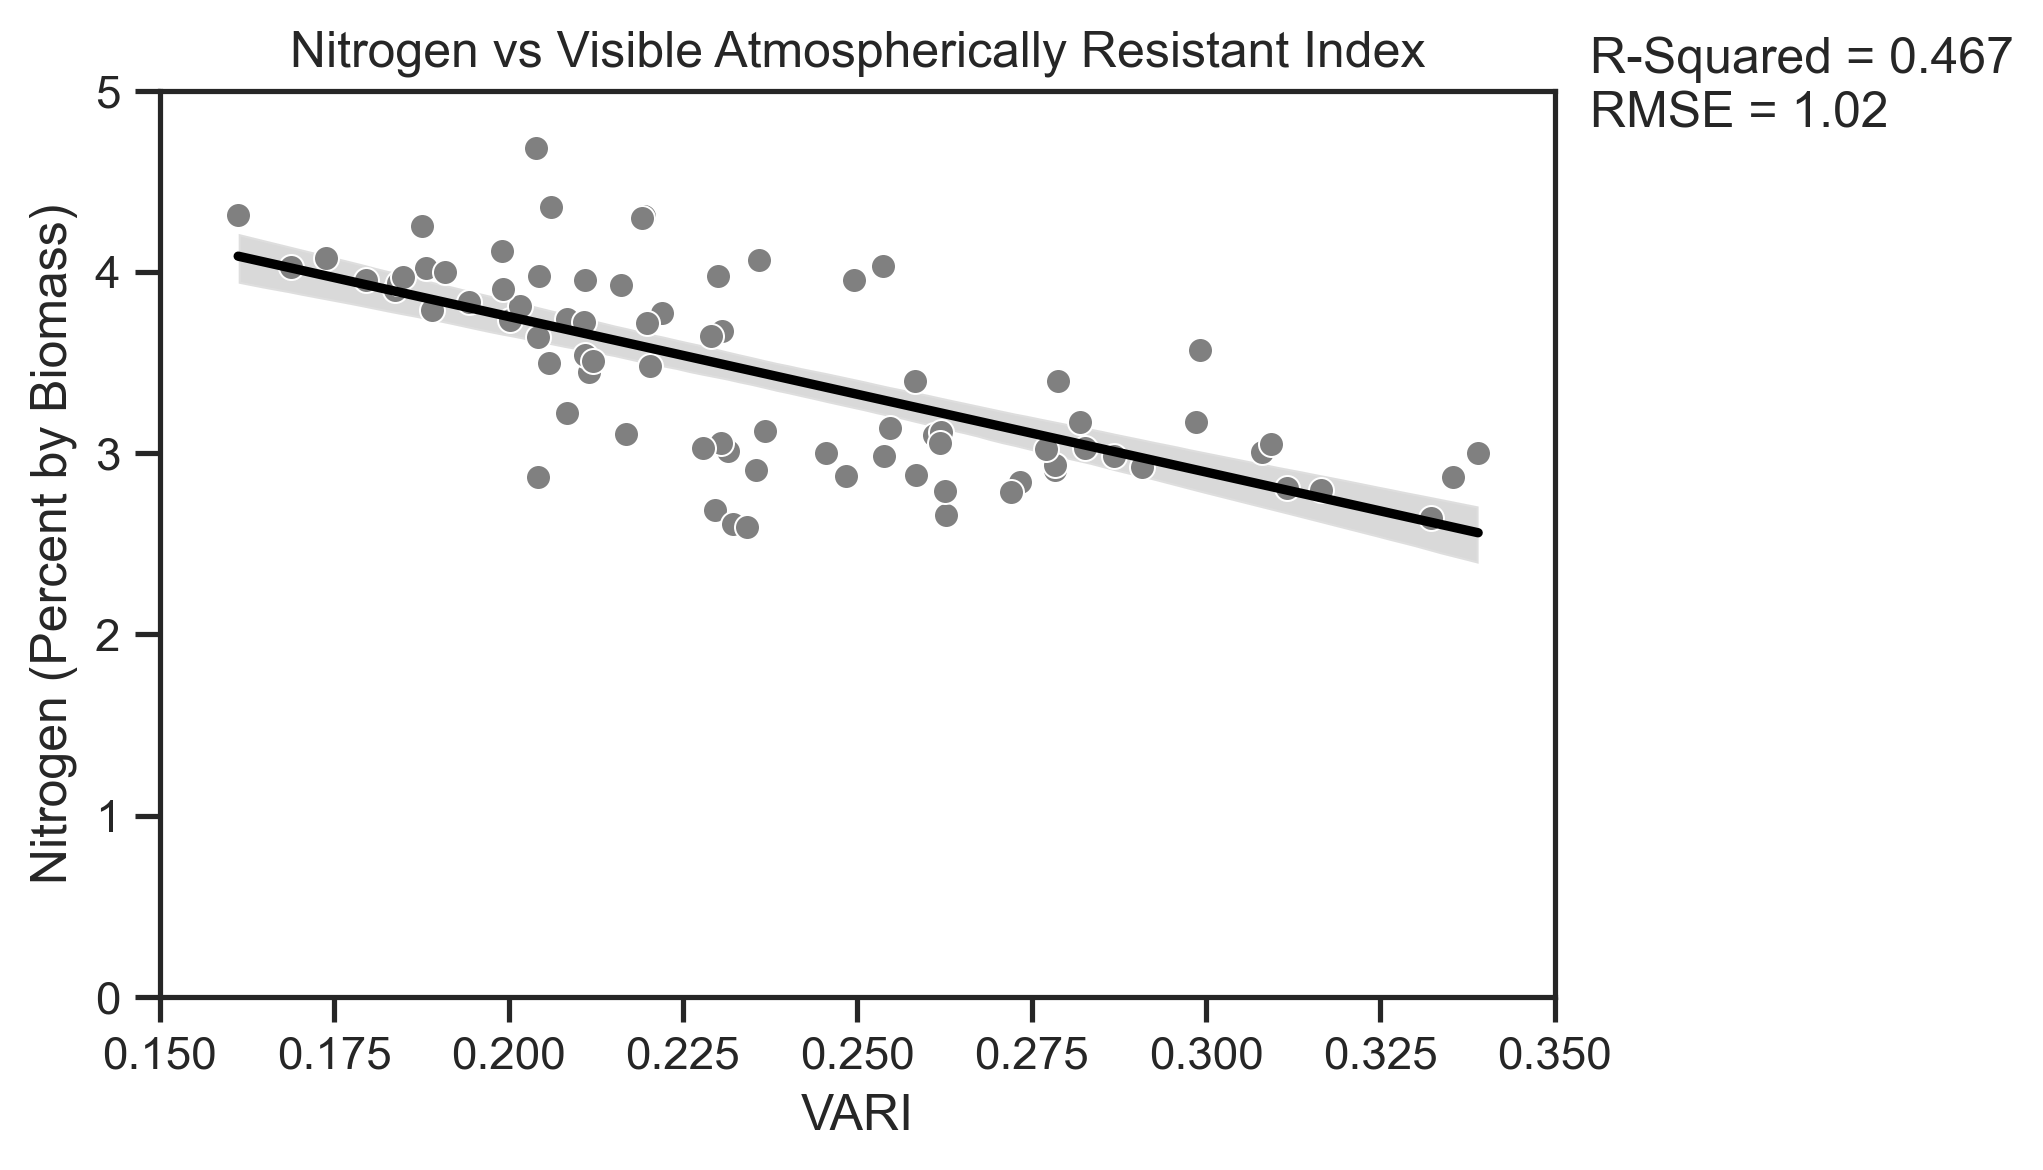 Nitrogen vs Visible Atmospherically Resistant Index
R-Squared = 0.467
RMSE = 1.02
Nitrogen (Percent by Biomass)
5
4
3
2
1
0
0.150 0.175 0.200 0.225 0.250 0.275 0.300 0.325 0.350
VARI